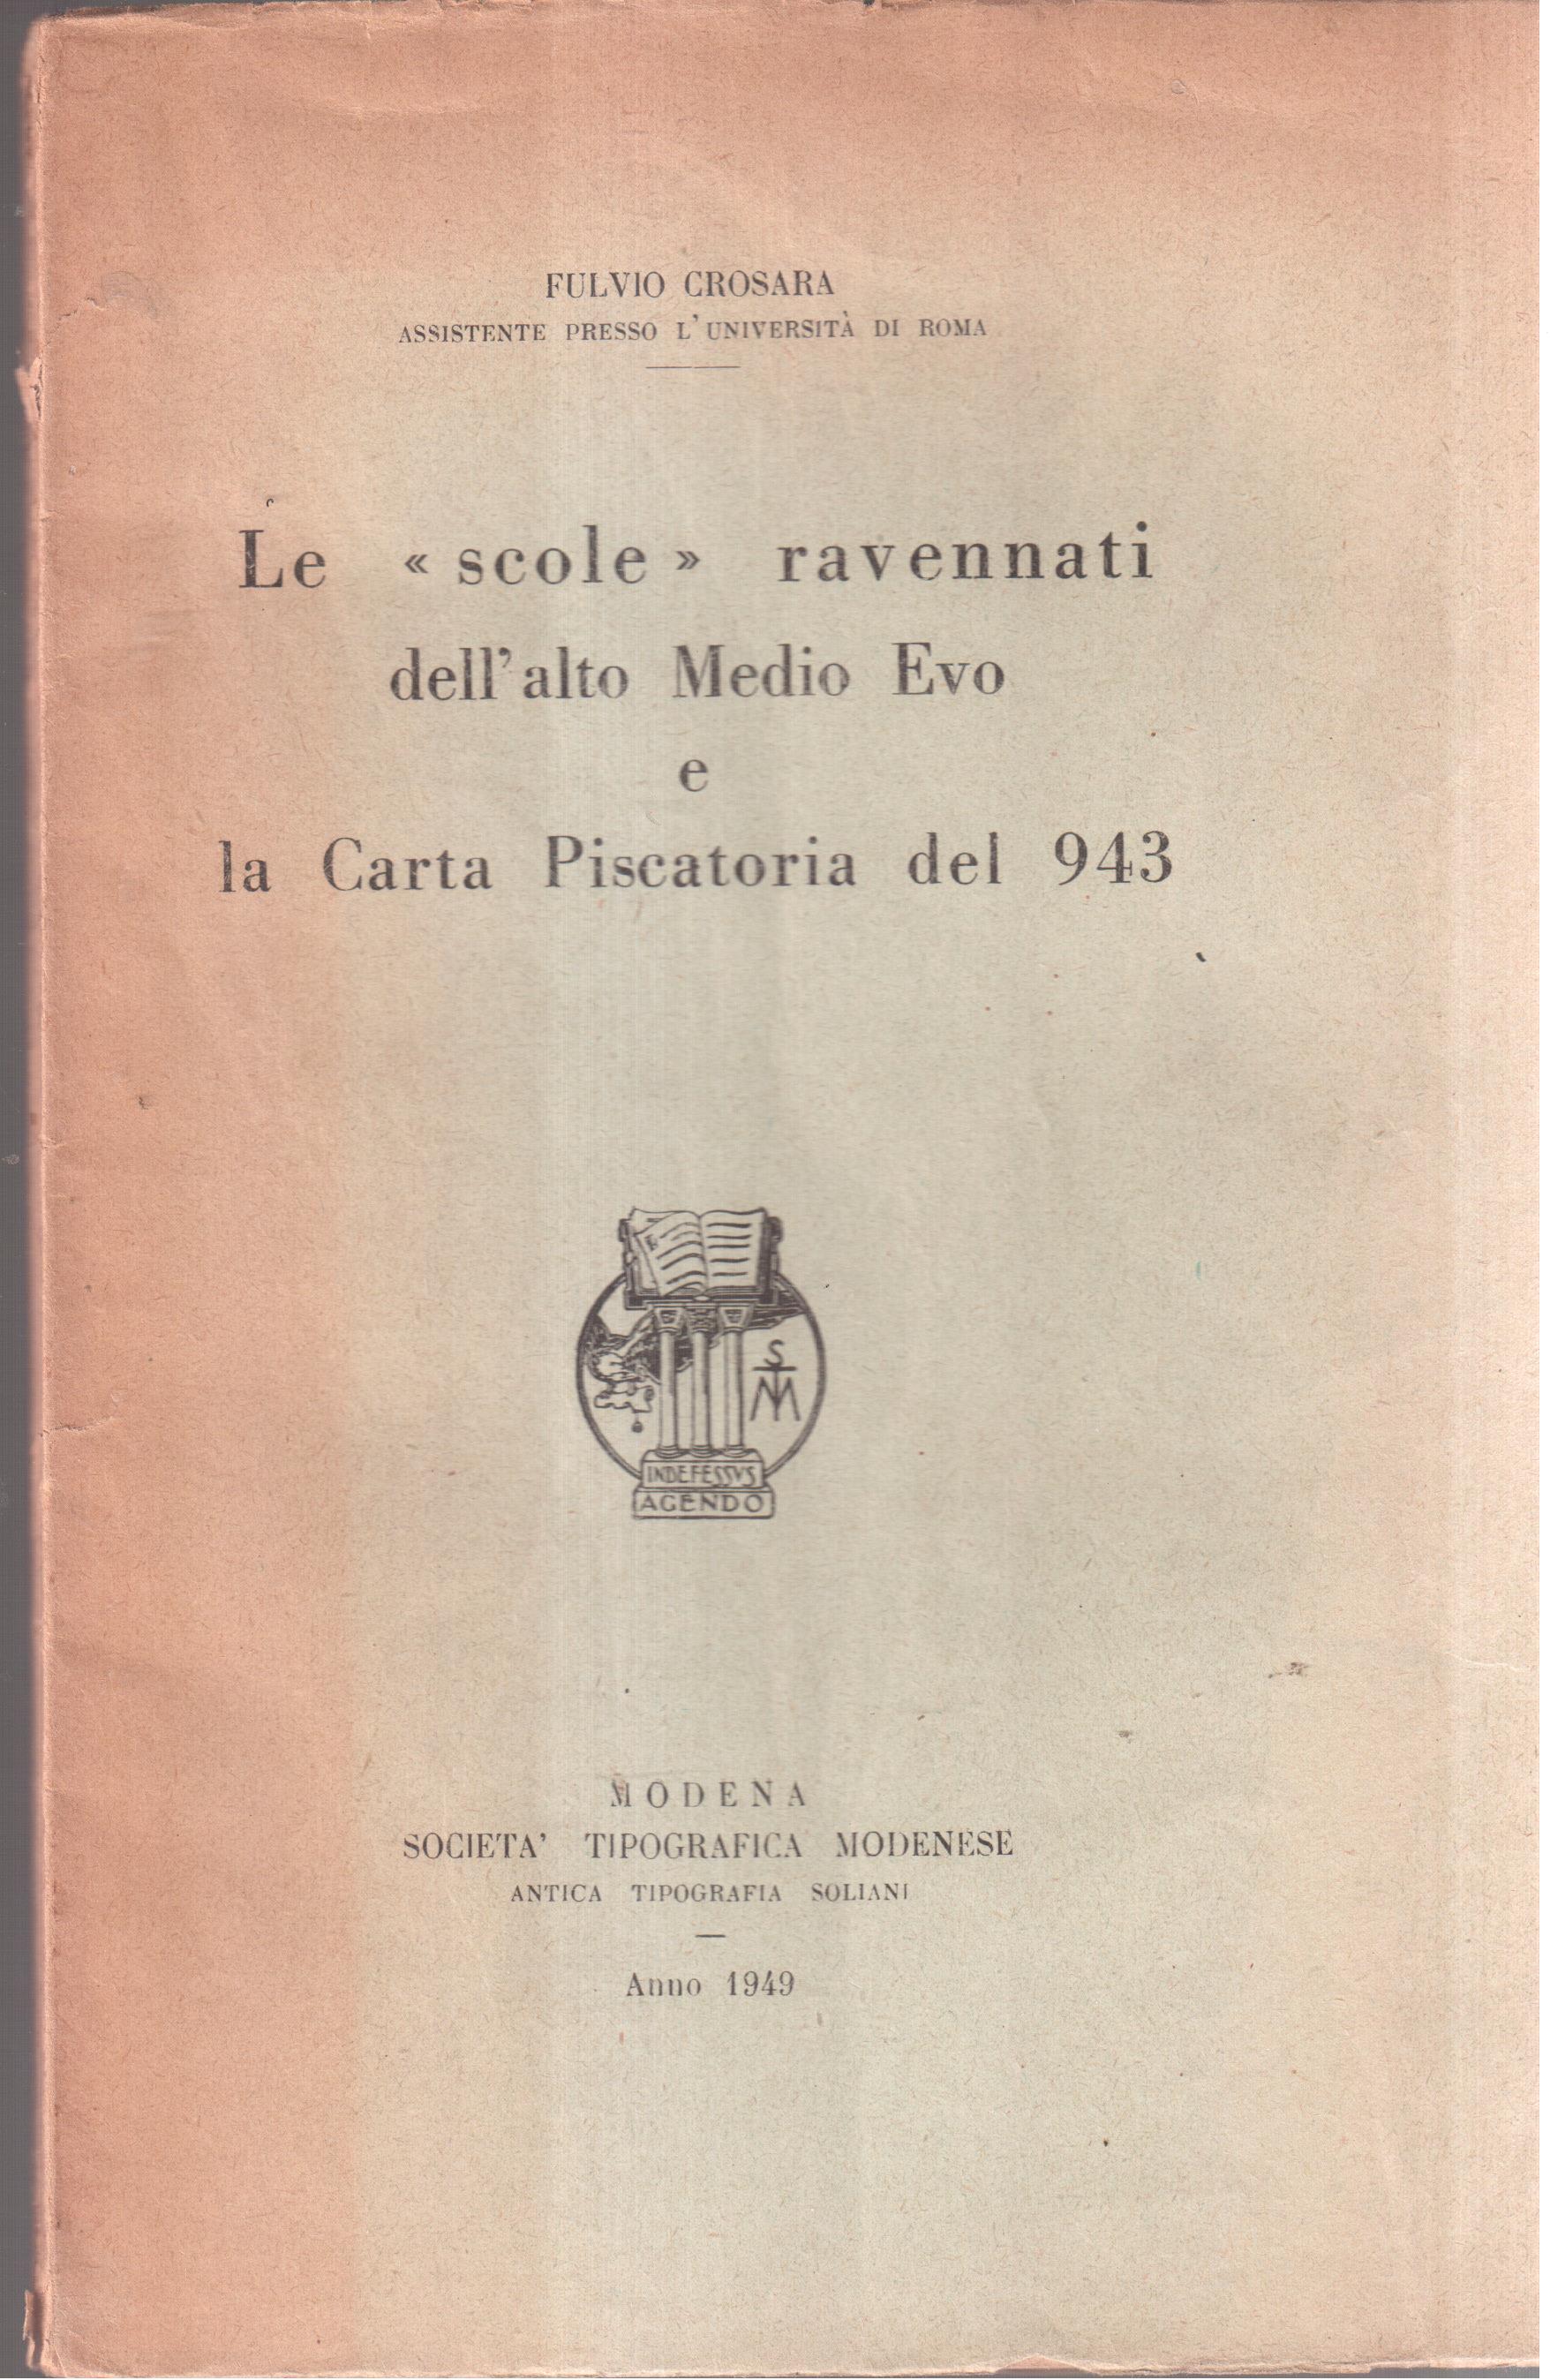 FULVIO CROSARA
ASSISTENTE PRESSO L'UNIVERSITÀ DI ROMA
Le « scole » ravennati
dell'alto Medio Evo
e
la Carta Piscatoria del 943
S
M
INDEFESSVS
AGENDO
MODENA
SOCIETA' TIPOGRAFICA MODENESE
ANTICA TIPOGRAFIA SOLIANI
Anno 1949